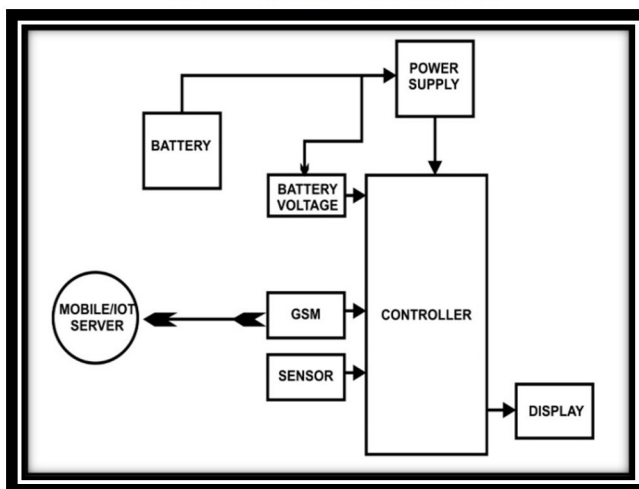 POWER
SUPPLY
BATTERY
BATTERY
VOLTAGE
MOBILE/IOT
SERVER
GSM
CONTROLLER
SENSOR
DISPLAY